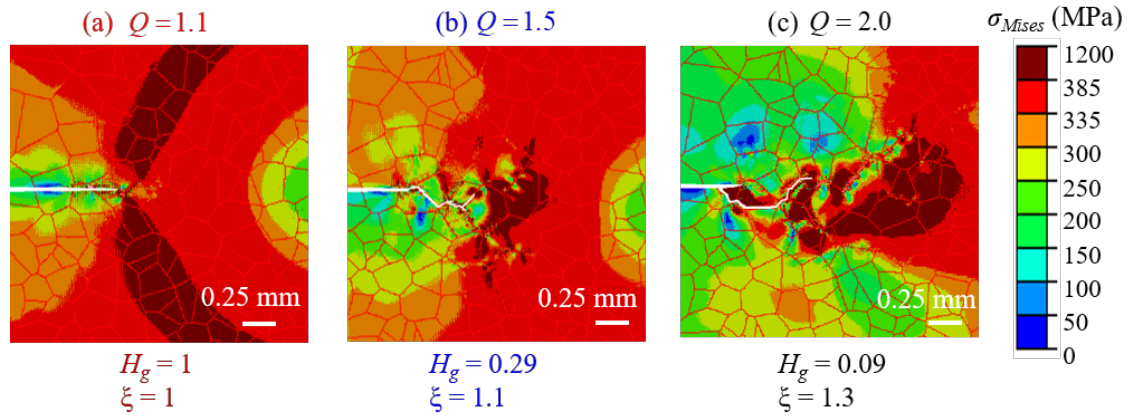 (a) Q = 1.1
(b) Q = 1.5
(c) Q = 2.0
σMises (MPa)
1200
385
335
300
250
200
150
100
50
0
0.25 mm
0.25 mm
0.25 mm
Hg = 1
ξ = 1
Hg = 0.29
ξ = 1.1
Hg = 0.09
ξ = 1.3